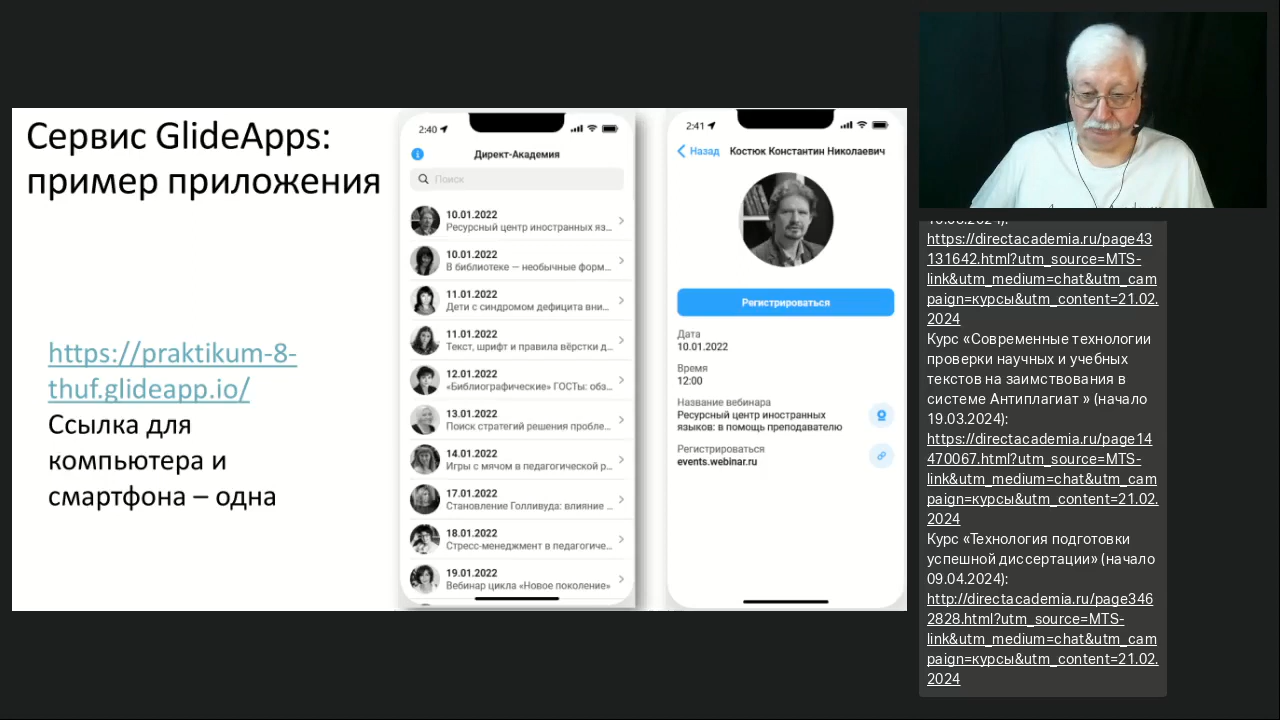 Сервис GlideApps:
пример приложения
https://praktikum-8-
thuf.glideapp.io/
Ссылка для
компьютера и
смартфона – одна
2:40
Директ-Академия
Поиск
10.01.2022
Ресурсный центр иностранных яз...
10.01.2022
В библиотеке — необычные форм...
11.01.2022
Дети с синдромом дефицита вни...
11.01.2022
Текст, шрифт и правила вёрстки д...
12.01.2022
«Библиографические» ГОСТы: обз...
13.01.2022
Поиск стратегий решения пробле...
14.01.2022
Игры с мячом в педагогической р...
17.01.2022
Становление Голливуда: влияние ...
18.01.2022
Стресс-менеджмент в педагогиче...
19.01.2022
Вебинар цикла «Новое поколение»
2:41
Назад Костюк Константин Николаевич
Регистрироваться
Дата
10.01.2022
Время
12:00
Название вебинара
Ресурсный центр иностранных
языков: в помощь преподавателю
Регистрироваться
events.webinar.ru
https://directacademia.ru/page43
131642.html?utm_source=MTS-
link&utm_medium=chat&utm_cam
paign=курсы&utm_content=21.02.
2024
Курс «Современные технологии
проверки научных и учебных
текстов на заимствования в
системе Антиплагиат » (начало
19.03.2024):
https://directacademia.ru/page14
470067.html?utm_source=MTS-
link&utm_medium=chat&utm_cam
paign=курсы&utm_content=21.02.
2024
Курс «Технология подготовки
успешной диссертации» (начало
09.04.2024):
http://directacademia.ru/page346
2828.html?utm_source=MTS-
link&utm_medium=chat&utm_cam
paign=курсы&utm_content=21.02.
2024